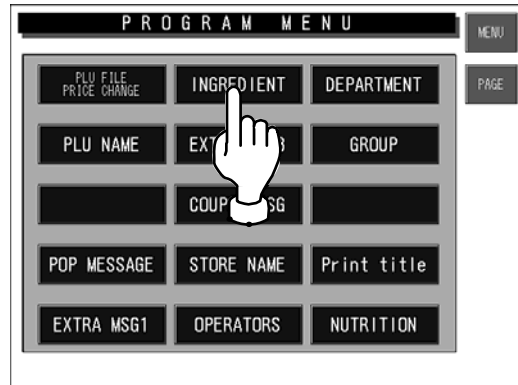 PROGRAM MENU
MENU
PLU FILE
PRICE CHANGE
INGREDIENT
DEPARTMENT
PAGE
PLU NAME
GROUP
POP MESSAGE
STORE NAME
Print title
EXTRA MSG1
OPERATORS
NUTRITION